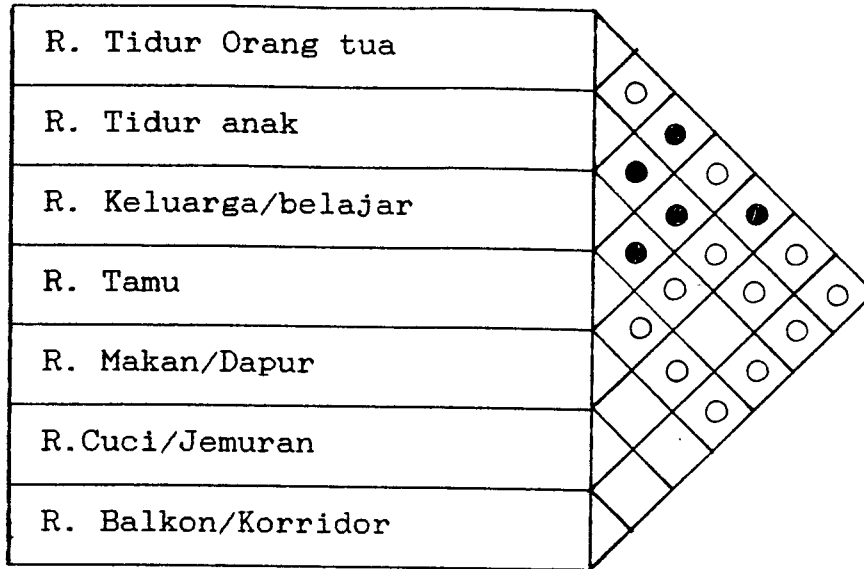 R. Tidur Orang tua
R. Tidur anak
R. Keluarga/belajar
R. Tamu
R. Makan/Dapur
R.Cuci/Jemuran
R. Balkon/Korridor